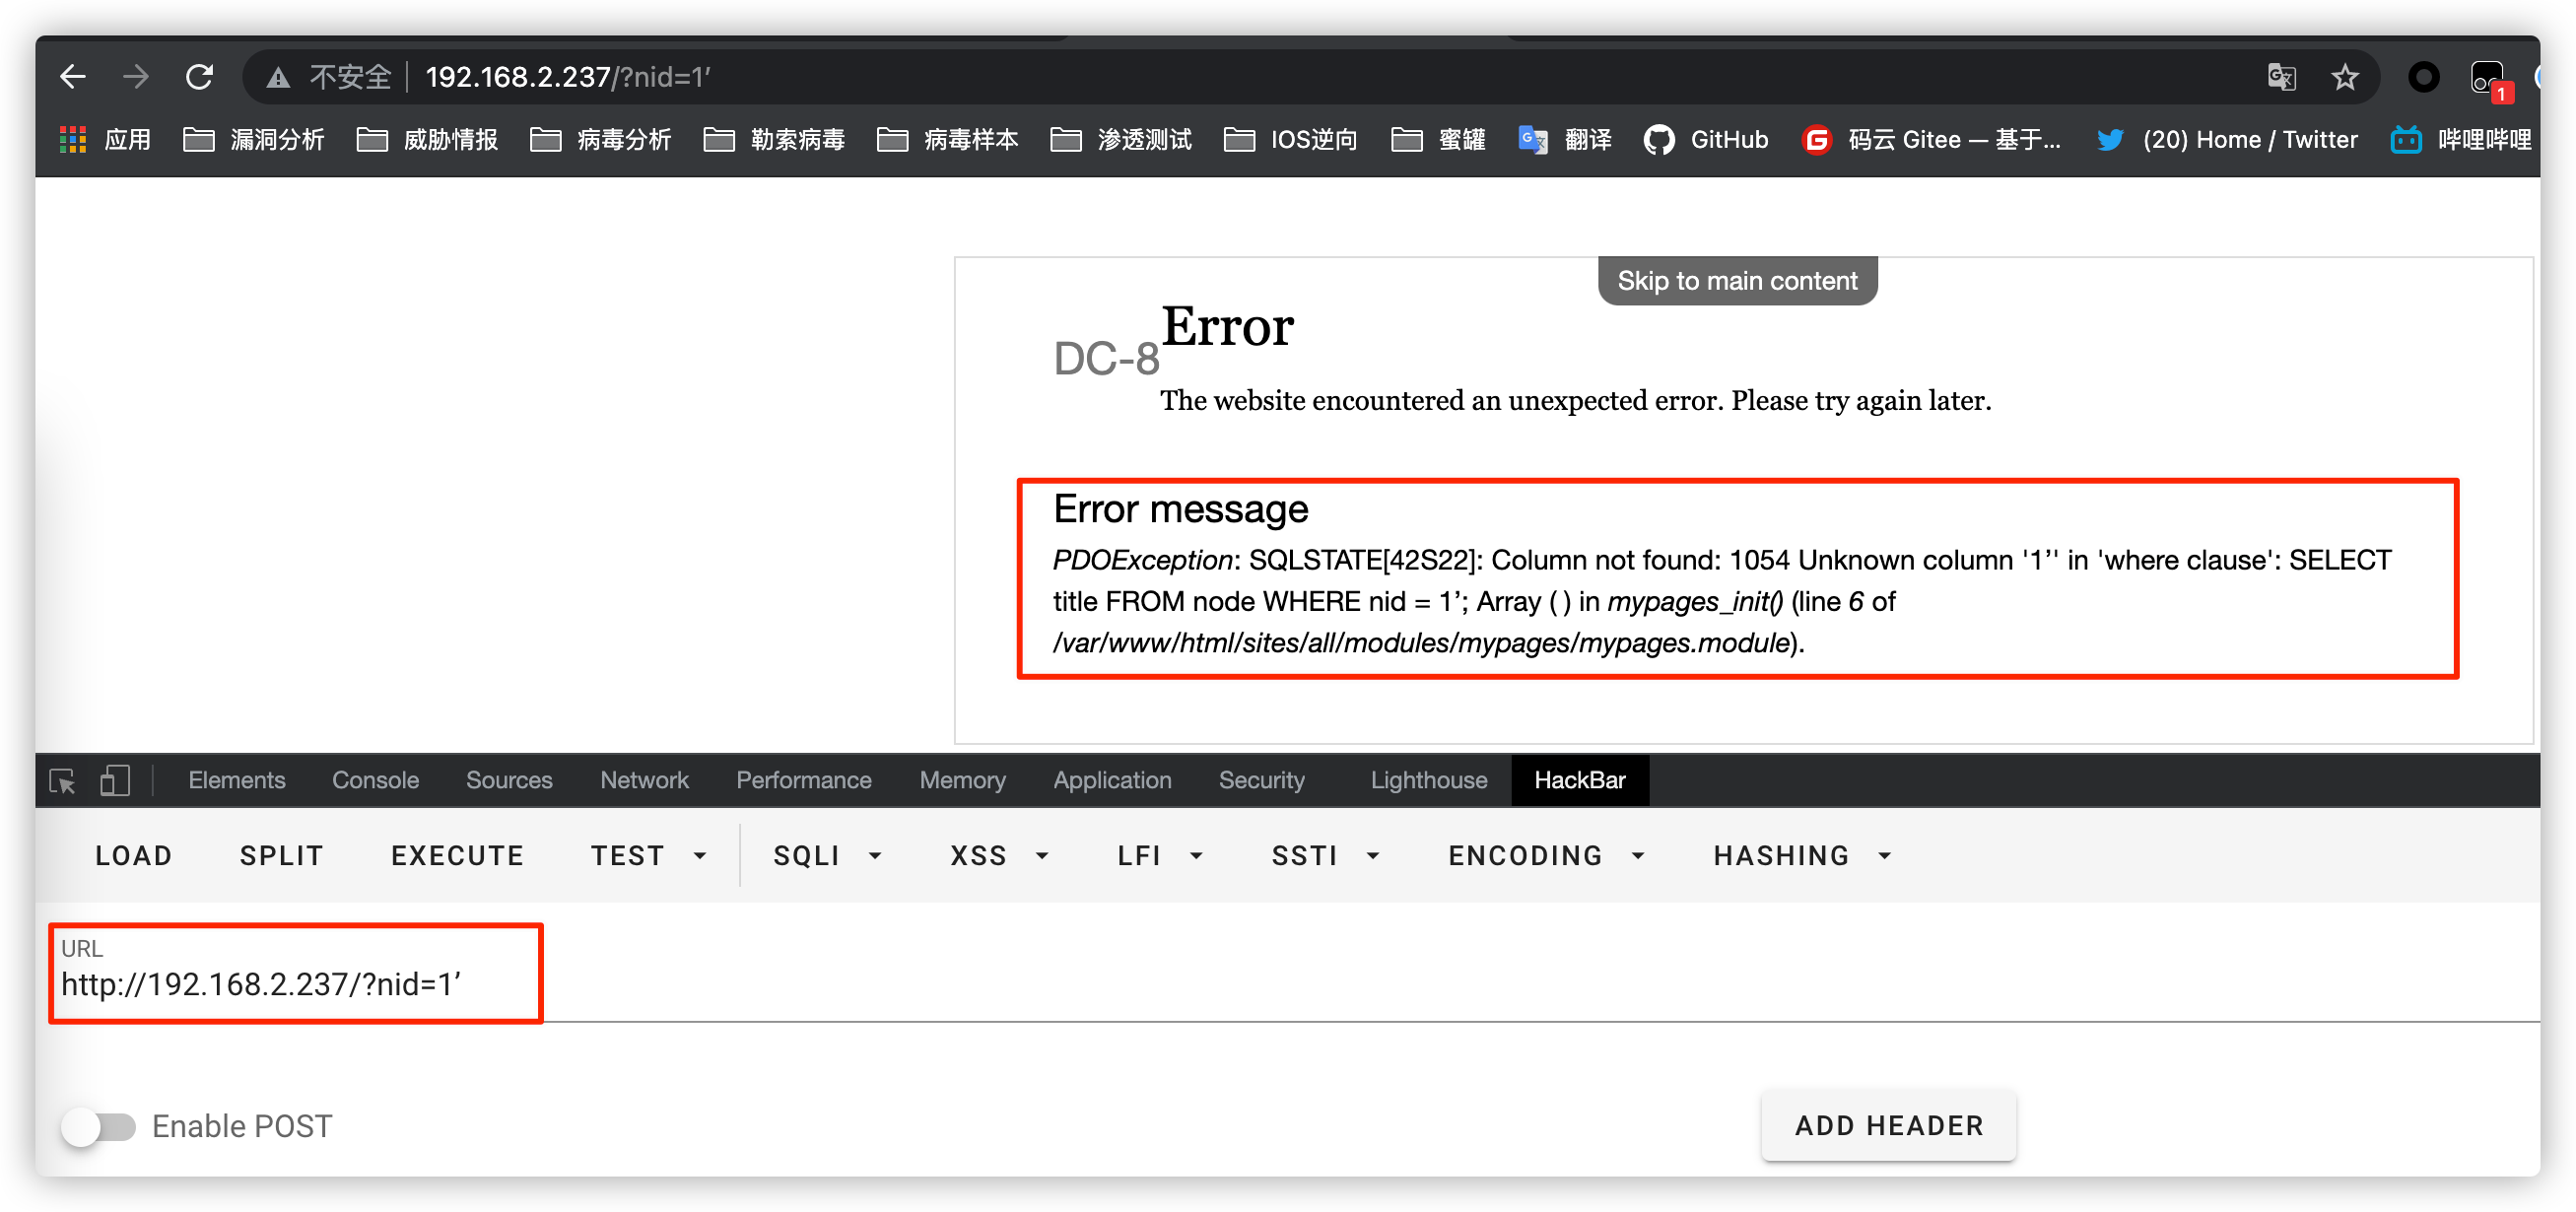 不安全 192.168.2.237/?nid=1’
1
应用 漏洞分析 威胁情报 病毒分析 勒索病毒 病毒样本 渗透测试 IOS逆向 蜜罐 翻译 GitHub 码云 Gitee — 基于... (20) Home / Twitter 哔哩哔哩
Skip to main content
Error
DC-8
The website encountered an unexpected error. Please try again later.
Error message
PDOException: SQLSTATE[42S22]: Column not found: 1054 Unknown column '1’' in 'where clause': SELECT
title FROM node WHERE nid = 1’; Array ( ) in mypages_init() (line 6 of
/var/www/html/sites/all/modules/mypages/mypages.module).
Elements Console Sources Network Performance Memory Application Security Lighthouse HackBar
LOAD SPLIT EXECUTE TEST SQLI XSS LFI SSTI ENCODING HASHING
URL
http://192.168.2.237/?nid=1’
Enable POST ADD HEADER